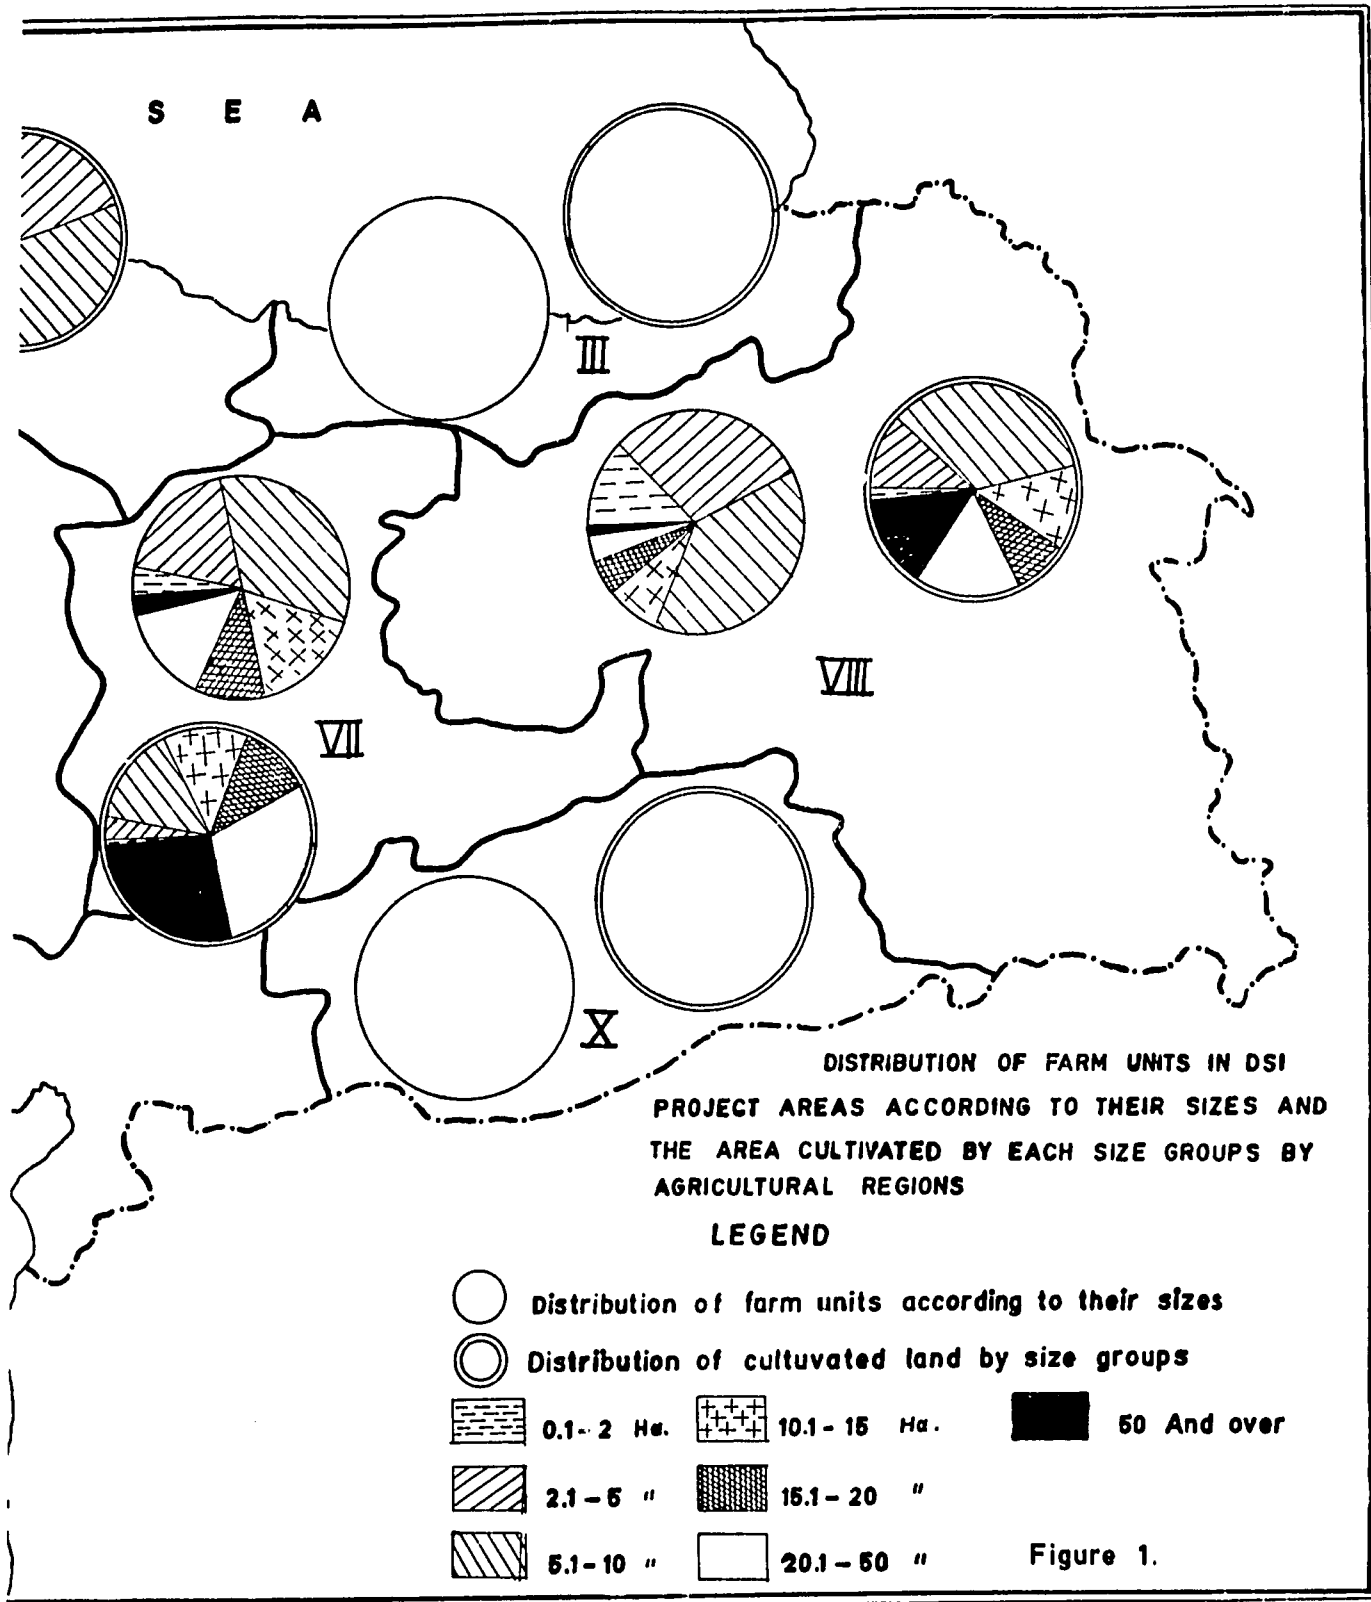 S E A
III
VIII
VII
X
DISTRIBUTION OF FARM UNITS IN DSI
PROJECT AREAS ACCORDING TO THEIR SIZES AND
THE AREA CULTIVATED BY EACH SIZE GROUPS BY
AGRICULTURAL REGIONS
LEGEND
Distribution of farm units according to their sizes
Distribution of cultuvated land by size groups
0.1-2 Ha. 10.1-15 Ha. 50 And over
2.1-5 " 15.1-20 "
5.1-10 " 20.1-50 " Figure 1.